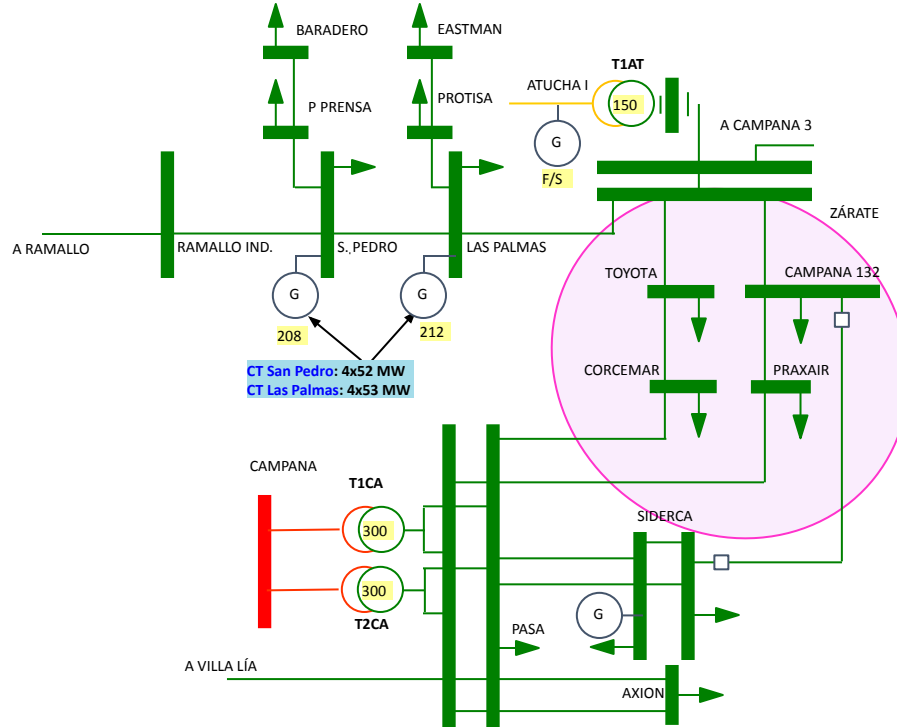 BARADERO
EASTMAN
T1AT
ATUCHA I
150
P PRENSA
PROTISA
A CAMPANA 3
G
F/S
ZÁRATE
A RAMALLO
RAMALLO IND.
S. PEDRO
LAS PALMAS
TOYOTA
CAMPANA 132
G
G
208
212
CT San Pedro: 4x52 MW
CT Las Palmas: 4x53 MW
CORCEMAR
PRAXAIR
CAMPANA
T1CA
300
SIDERCA
300
T2CA
G
PASA
A VILLA LÍA
AXION